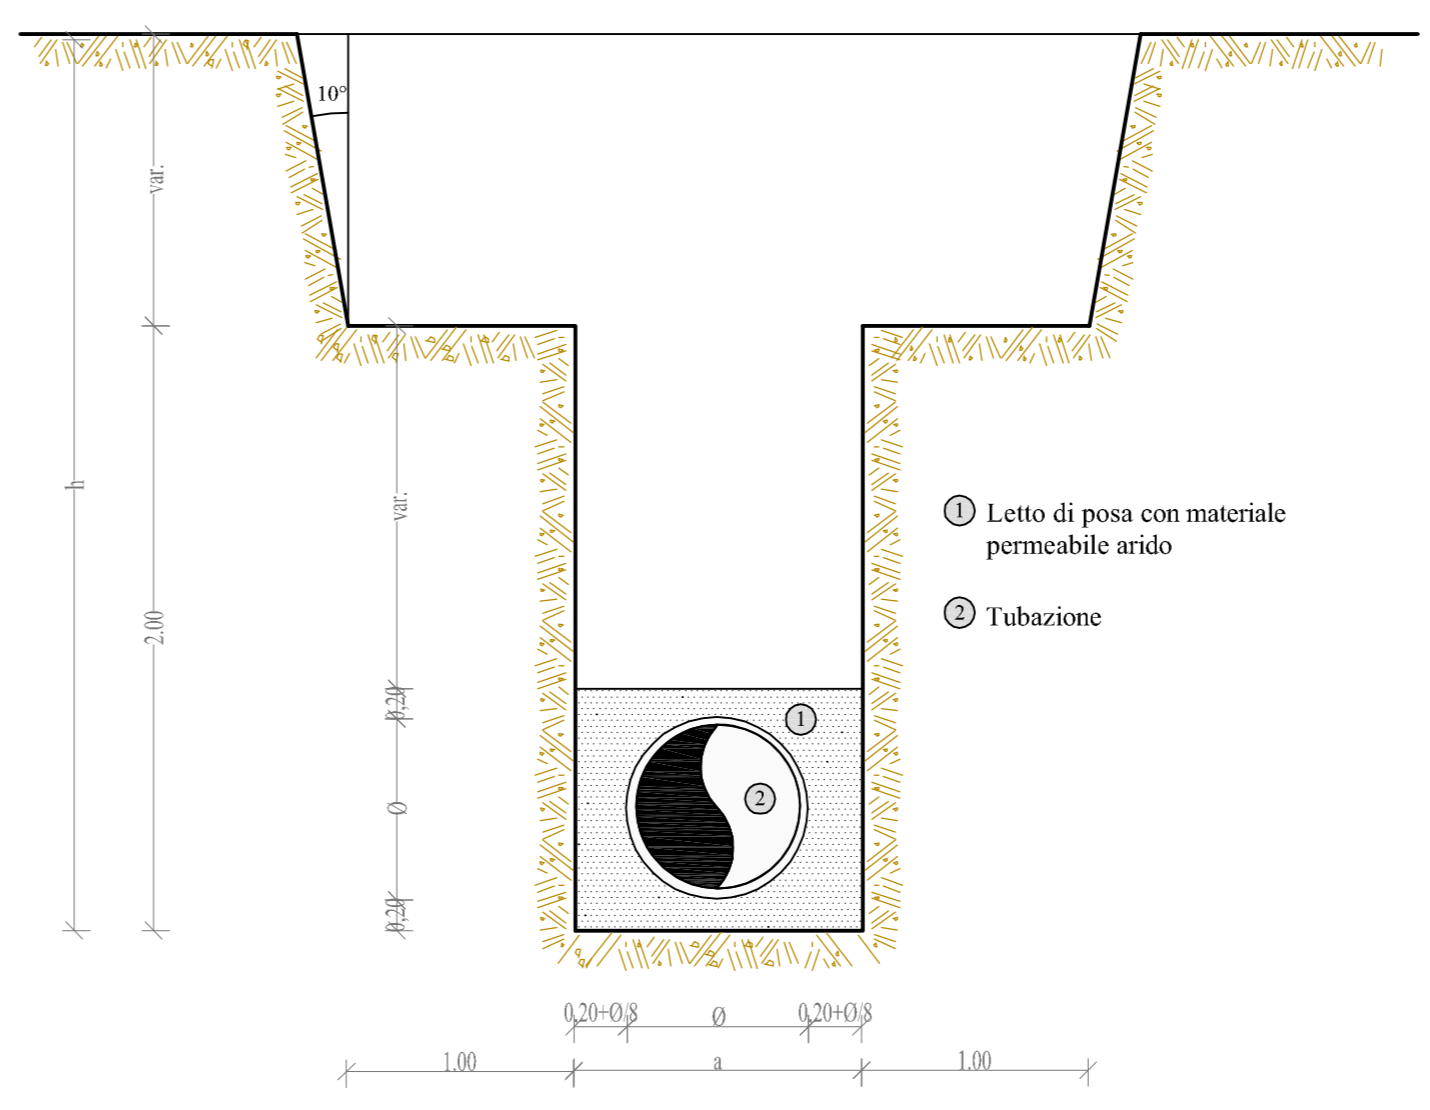 10°
var.
h
var.
1 Letto di posa con materiale
permeabile arido
2 Tubazione
2.00
0,20
1
2
Ø
0,20
0,20+Ø/8
Ø
0,20+Ø/8
1.00
a
1.00